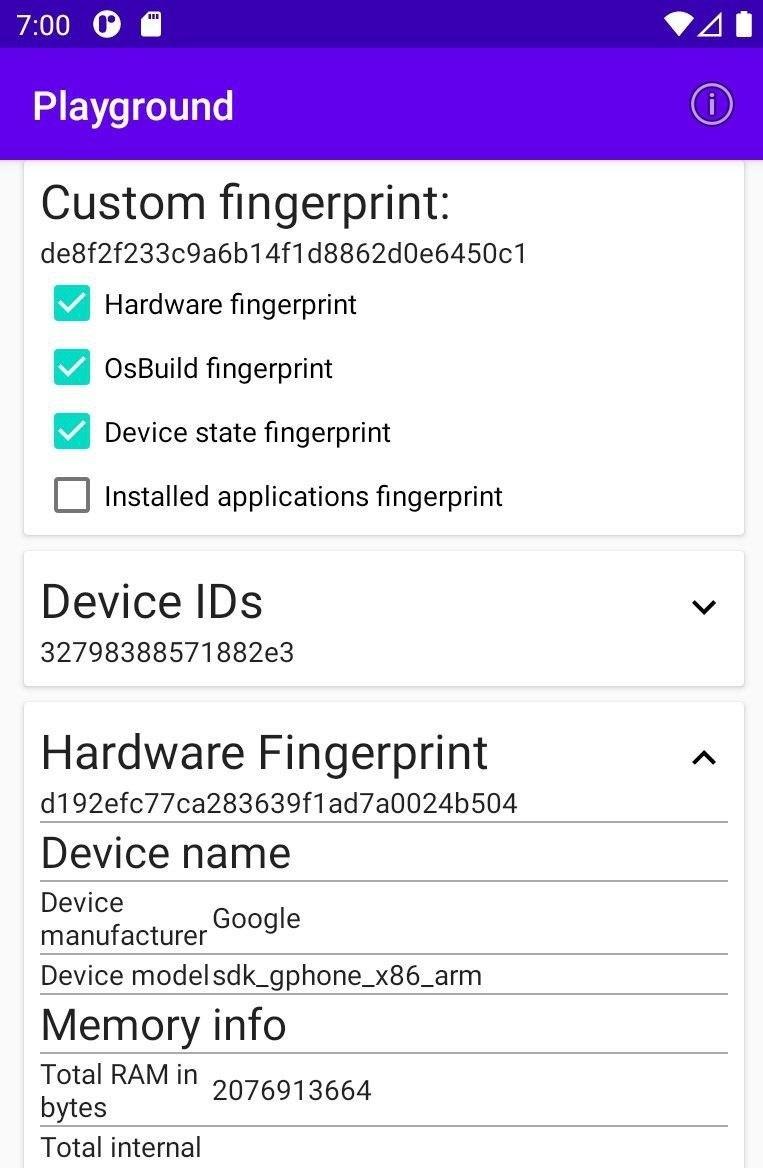 7:00
Playground
Custom fingerprint:
de8f2f233c9a6b14f1d8862d0e6450c1
Hardware fingerprint
OsBuild fingerprint
Device state fingerprint
Installed applications fingerprint
Device IDs
32798388571882e3
Hardware Fingerprint
d192efc77ca283639f1ad7a0024b504
Device name
Device
manufacturer Google
Device model sdk_gphone_x86_arm
Memory info
Total RAM in
bytes 2076913664
Total internal